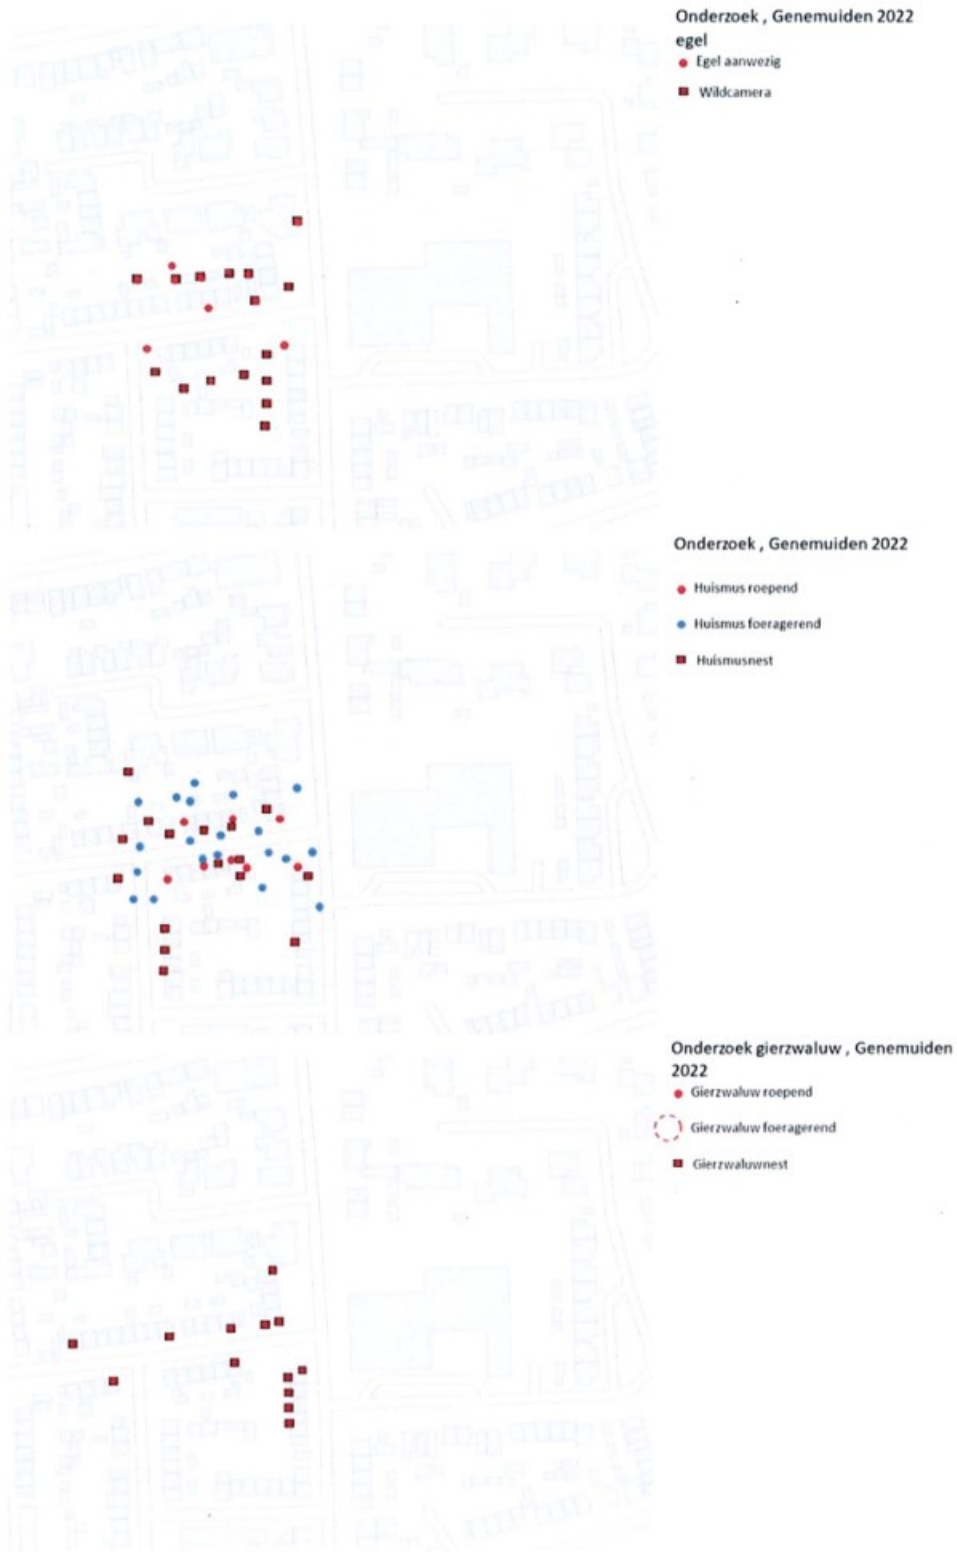 Onderzoek , Genemuiden 2022
egel
Egel aanwezig
Wildcamera
Onderzoek , Genemuiden 2022
Huismus roepend
Huismus foeragerend
Huismusnest
Onderzoek gierzwaluw , Genemuiden
2022
Gierzwaluw roepend
Gierzwaluw foeragerend
Gierzwaluwnest